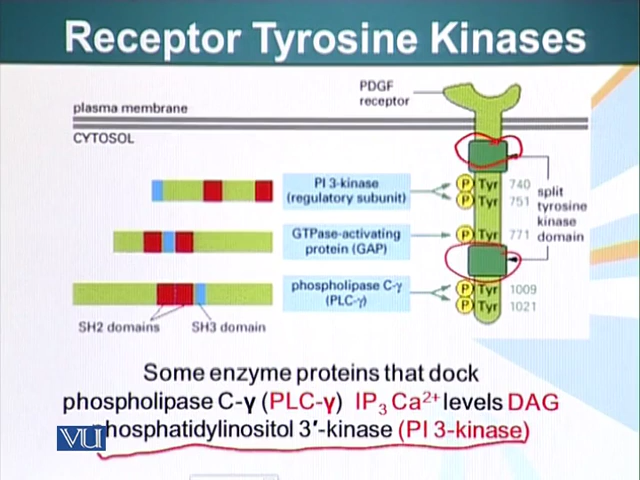 Receptor Tyrosine Kinases
PDGF
receptor
plasma membrane
CYTOSOL
PI 3-kinase
(regulatory subunit)
P Tyr 740
P Tyr 751
split
tyrosine
kinase
domain
GTPase-activating
protein (GAP)
P Tyr 771
phospholipase C-γ
(PLC-γ)
P Tyr 1009
P Tyr 1021
SH2 domains
SH3 domain
Some enzyme proteins that dock
phospholipase C-γ (PLC-γ) IP3 Ca2+ levels DAG
hosphatidylinositol 3′-kinase (PI 3-kinase)
VU